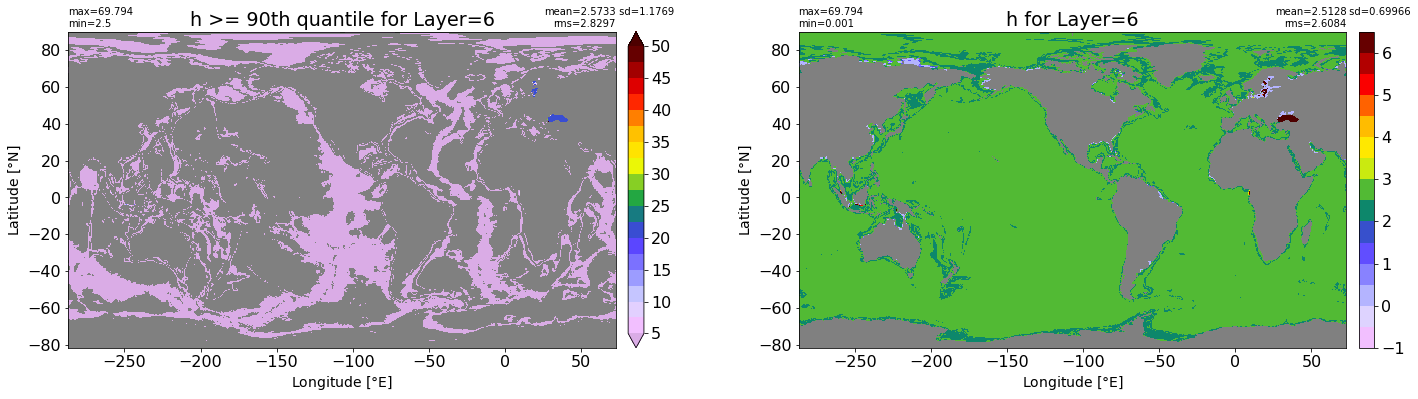 max=69.794
min=2.5
h >= 90th quantile for Layer=6
mean=2.5733 sd=1.1769
rms=2.8297
80
60
40
20
0
−20
−40
−60
−80
Latitude [°N]
−250 −200 −150 −100 −50 0 50
Longitude [°E]
50
45
40
35
30
25
20
15
10
5
max=69.794
min=0.001
h for Layer=6
mean=2.5128 sd=0.69966
rms=2.6084
80
60
40
20
0
−20
−40
−60
−80
Latitude [°N]
−250 −200 −150 −100 −50 0 50
Longitude [°E]
6
5
4
3
2
1
0
−1